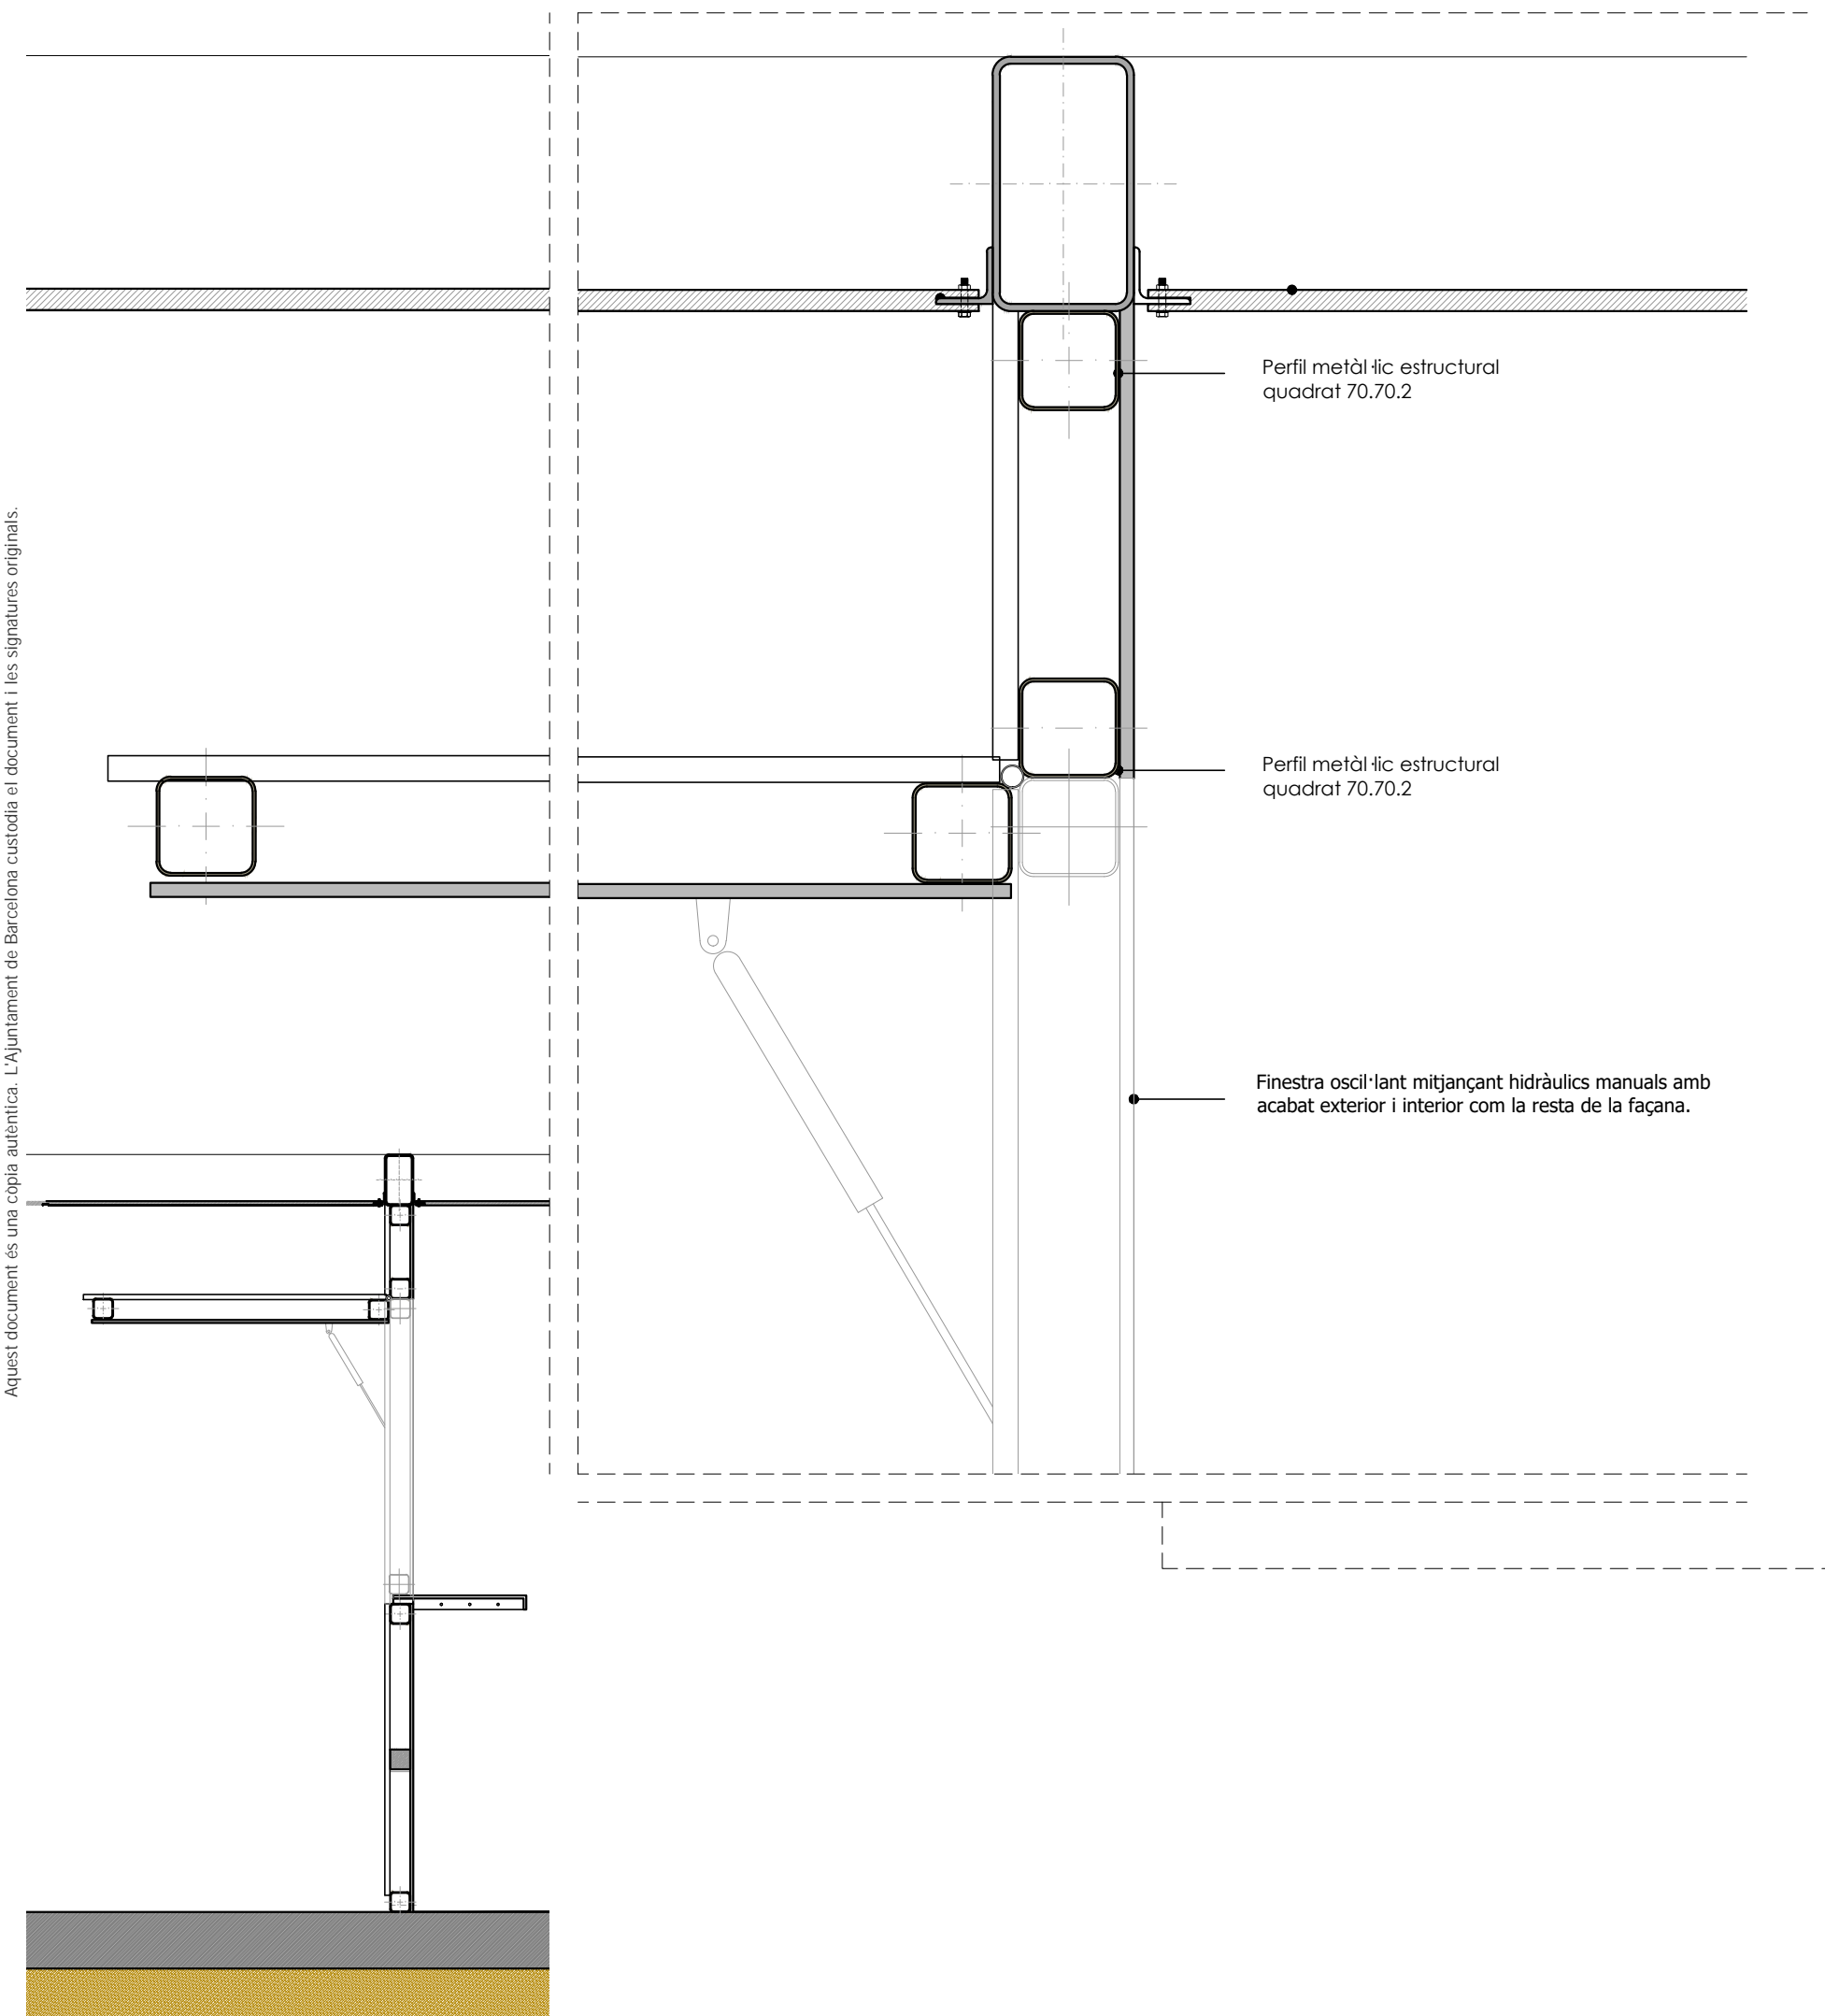 Perfil metàl·lic estructural
quadrat 70.70.2
Perfil metàl·lic estructural
quadrat 70.70.2
Finestra oscil·lant mitjançant hidràulics manuals amb
acabat exterior i interior com la resta de la façana.
Aquest document és una còpia autèntica. L'Ajuntament de Barcelona custodia el document i les signatures originals.